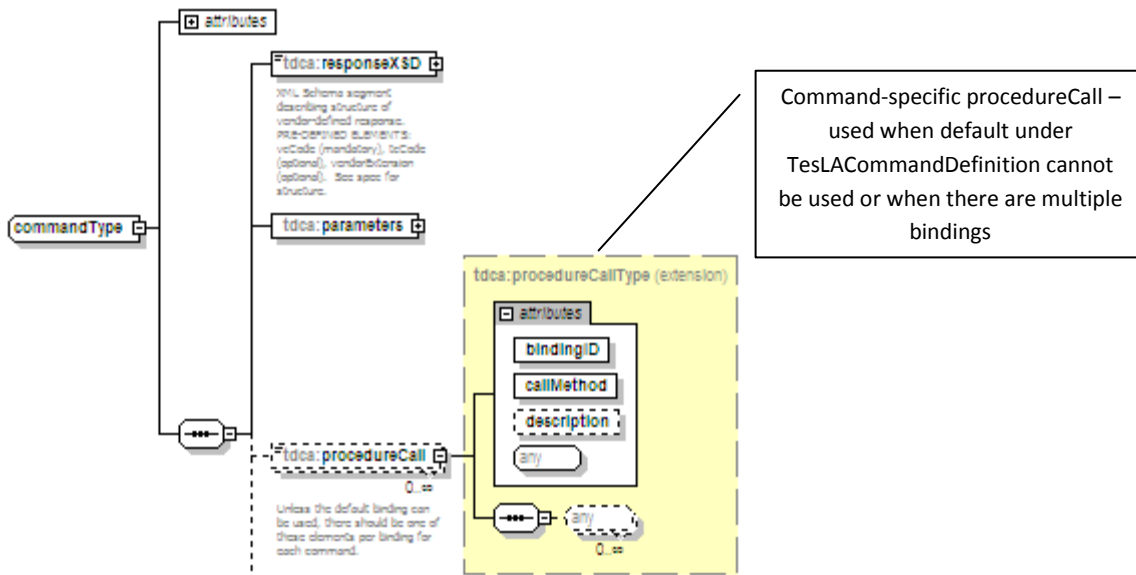 attributes
tdca:responseXSD
XML Schema segment
describing structure of
vendor-defined response.
PRE-DEFINED ELEMENTS:
veCode (mandatory), teCode
(optional), vendorExtension
(optional). See spec for
structure.
commandType
tdca:parameters
Command-specific procedureCall –
used when default under
TesLACommandDefinition cannot
be used or when there are multiple
bindings
tdca:procedureCallType (extension)
attributes
bindingID
callMethod
description
any
tdca:procedureCall
0..∞
Unless the default binding can
be used, there should be one of
these elements per binding for
each command.
any
0..∞